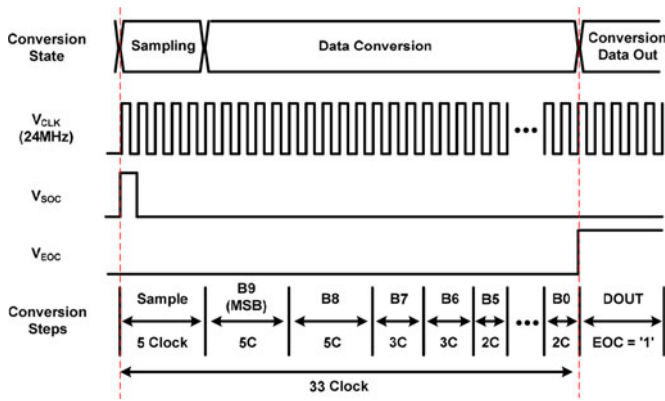 Conversion
State
Sampling
Data Conversion
Conversion
Data Out
VCLK
(24MHz)
•••
VSOC
VEOC
Conversion
Steps
Sample
B9
(MSB)
B8
B7
B6
B5
•••
B0
DOUT
5 Clock
5C
5C
3C
3C
2C
2C
EOC = '1'
33 Clock